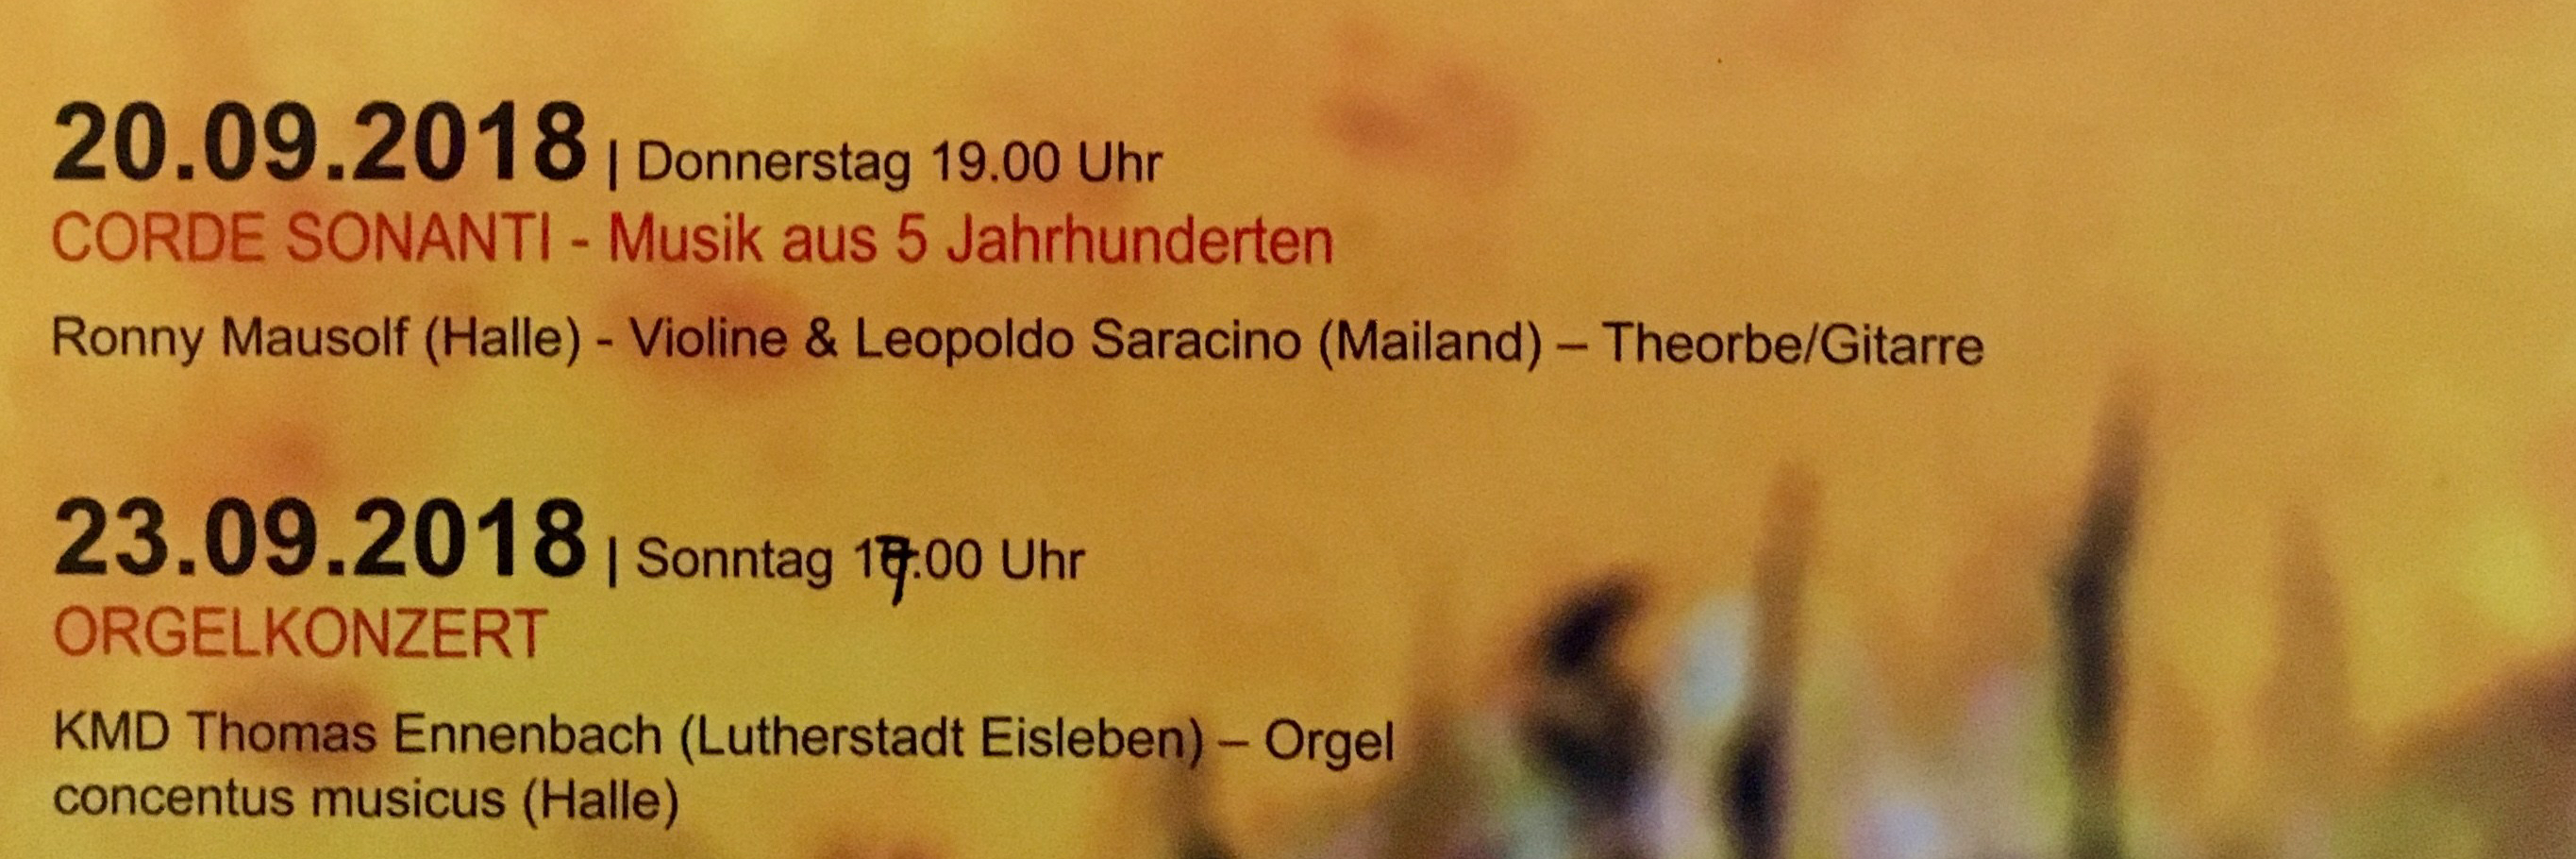 20.09.2018 | Donnerstag 19.00 Uhr
CORDE SONANTI - Musik aus 5 Jahrhunderten
Ronny Mausolf (Halle) - Violine & Leopoldo Saracino (Mailand) – Theorbe/Gitarre
23.09.2018 | Sonntag 17.00 Uhr
ORGELKONZERT
KMD Thomas Ennenbach (Lutherstadt Eisleben) – Orgel
concentus musicus (Halle)